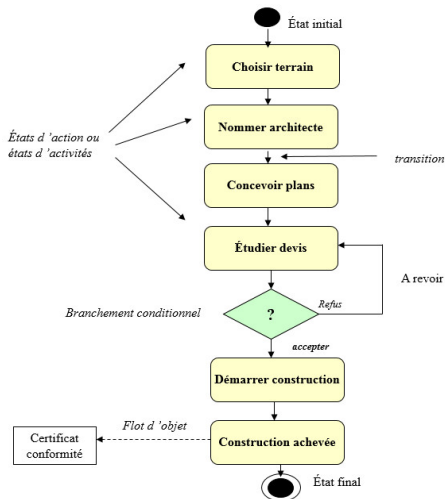 État initial
Choisir terrain
Nommer architecte
États d 'action ou
états d 'activités
transition
Concevoir plans
Étudier devis
A revoir
Refus
Branchement conditionnel
?
accepter
Démarrer construction
Flot d 'objet
Certificat
conformité
Construction achevée
État final